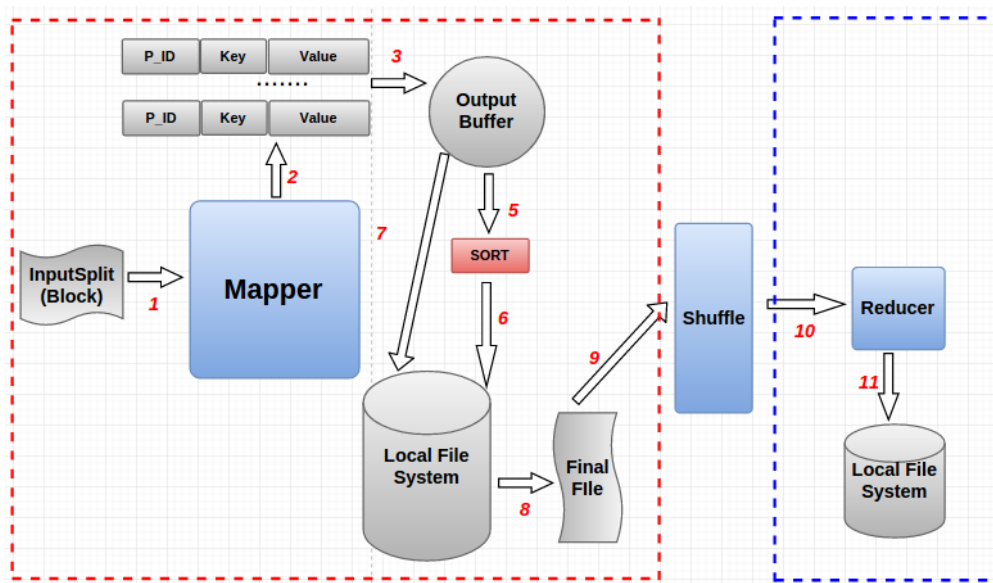 P_ID Key Value
.......
P_ID Key Value
3
Output
Buffer
2
7
5
SORT
InputSplit
(Block)
1
Mapper
6
Shuffle
Reducer
10
9
11
Local File
System
Final
FIle
8
Local File
System